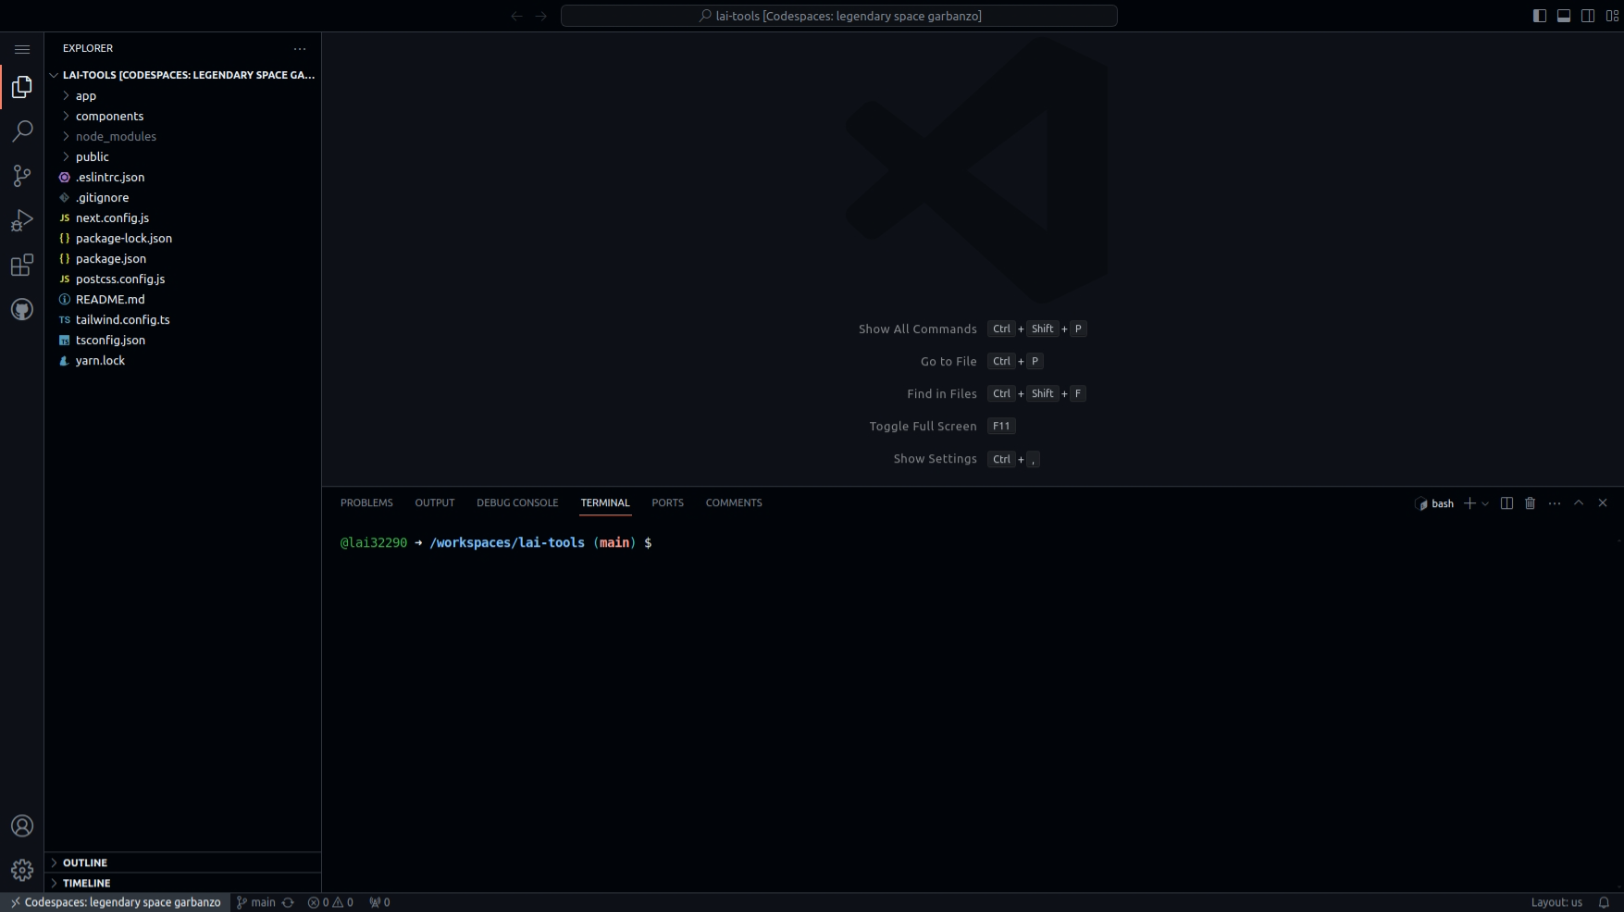 lai-tools [Codespaces: legendary space garbanzo]
EXPLORER
LAI-TOOLS [CODESPACES: LEGENDARY SPACE GA...
app
components
node_modules
public
.eslintrc.json
.gitignore
JS next.config.js
{} package-lock.json
{} package.json
JS postcss.config.js
README.md
TS tailwind.config.ts
TS tsconfig.json
yarn.lock
OUTLINE
TIMELINE
Show All Commands Ctrl + Shift + P
Go to File Ctrl + P
Find in Files Ctrl + Shift + F
Toggle Full Screen F11
Show Settings Ctrl + ,
PROBLEMS OUTPUT DEBUG CONSOLE TERMINAL PORTS COMMENTS bash
@lai32290 ➜ /workspaces/lai-tools (main) $
Codespaces: legendary space garbanzo main 0 0 0 Layout: us